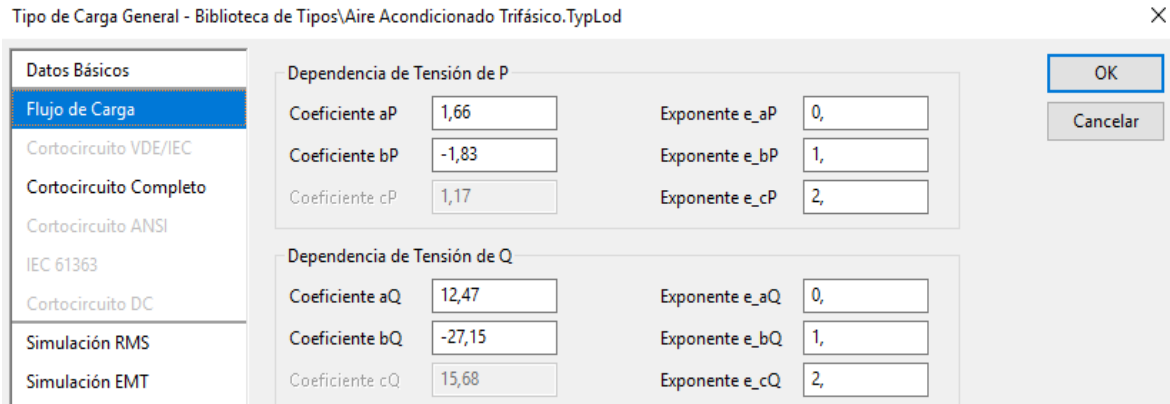 Tipo de Carga General - Biblioteca de Tipos\Aire Acondicionado Trifásico.TypLod
Datos Básicos
Flujo de Carga
Cortocircuito VDE/IEC
Cortocircuito Completo
Cortocircuito ANSI
IEC 61363
Cortocircuito DC
Simulación RMS
Simulación EMT
Dependencia de Tensión de P
Coeficiente aP 1,66 Exponente e_aP 0,
Coeficiente bP -1,83 Exponente e_bP 1,
Coeficiente cP 1,17 Exponente e_cP 2,
Dependencia de Tensión de Q
Coeficiente aQ 12,47 Exponente e_aQ 0,
Coeficiente bQ -27,15 Exponente e_bQ 1,
Coeficiente cQ 15,68 Exponente e_cQ 2,
OK
Cancelar